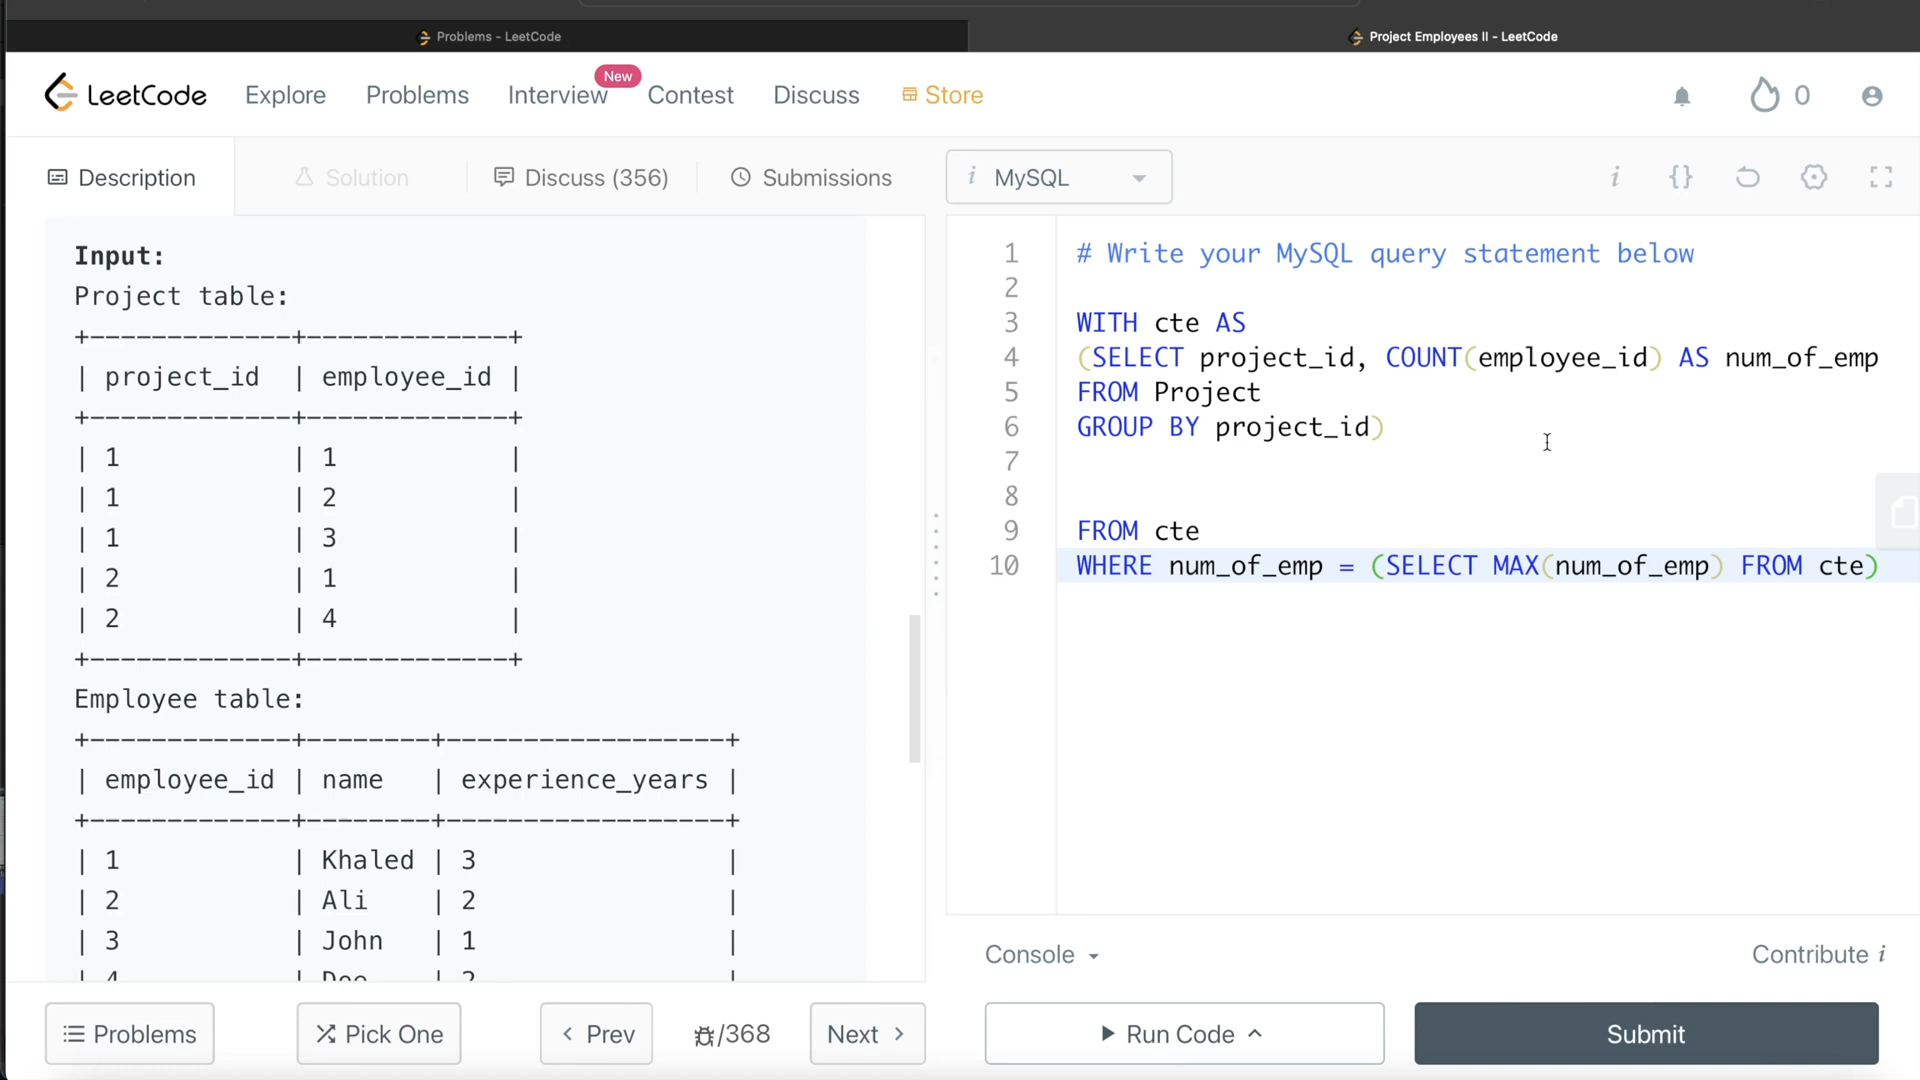 Problems - LeetCode
Project Employees II - LeetCode
LeetCode
Explore
Problems
Interview
New
Contest
Discuss
Store
0
Description
Solution
Discuss (356)
Submissions
i MySQL
i {}
Input:
Project table:
+-------------+-------------+
| project_id  | employee_id |
+-------------+-------------+
| 1           | 1           |
| 1           | 2           |
| 1           | 3           |
| 2           | 1           |
| 2           | 4           |
+-------------+-------------+
Employee table:
+-------------+--------+------------------+
| employee_id | name   | experience_years |
+-------------+--------+------------------+
| 1           | Khaled | 3                |
| 2           | Ali    | 2                |
| 3           | John   | 1                |
| 4           | Doe    | 2                |
1 # Write your MySQL query statement below
2
3 WITH cte AS
4 (SELECT project_id, COUNT(employee_id) AS num_of_emp
5 FROM Project
6 GROUP BY project_id)
7
8
9 FROM cte
10 WHERE num_of_emp = (SELECT MAX(num_of_emp) FROM cte)
Console
Contribute i
Problems
Pick One
Prev
/368
Next
Run Code
Submit